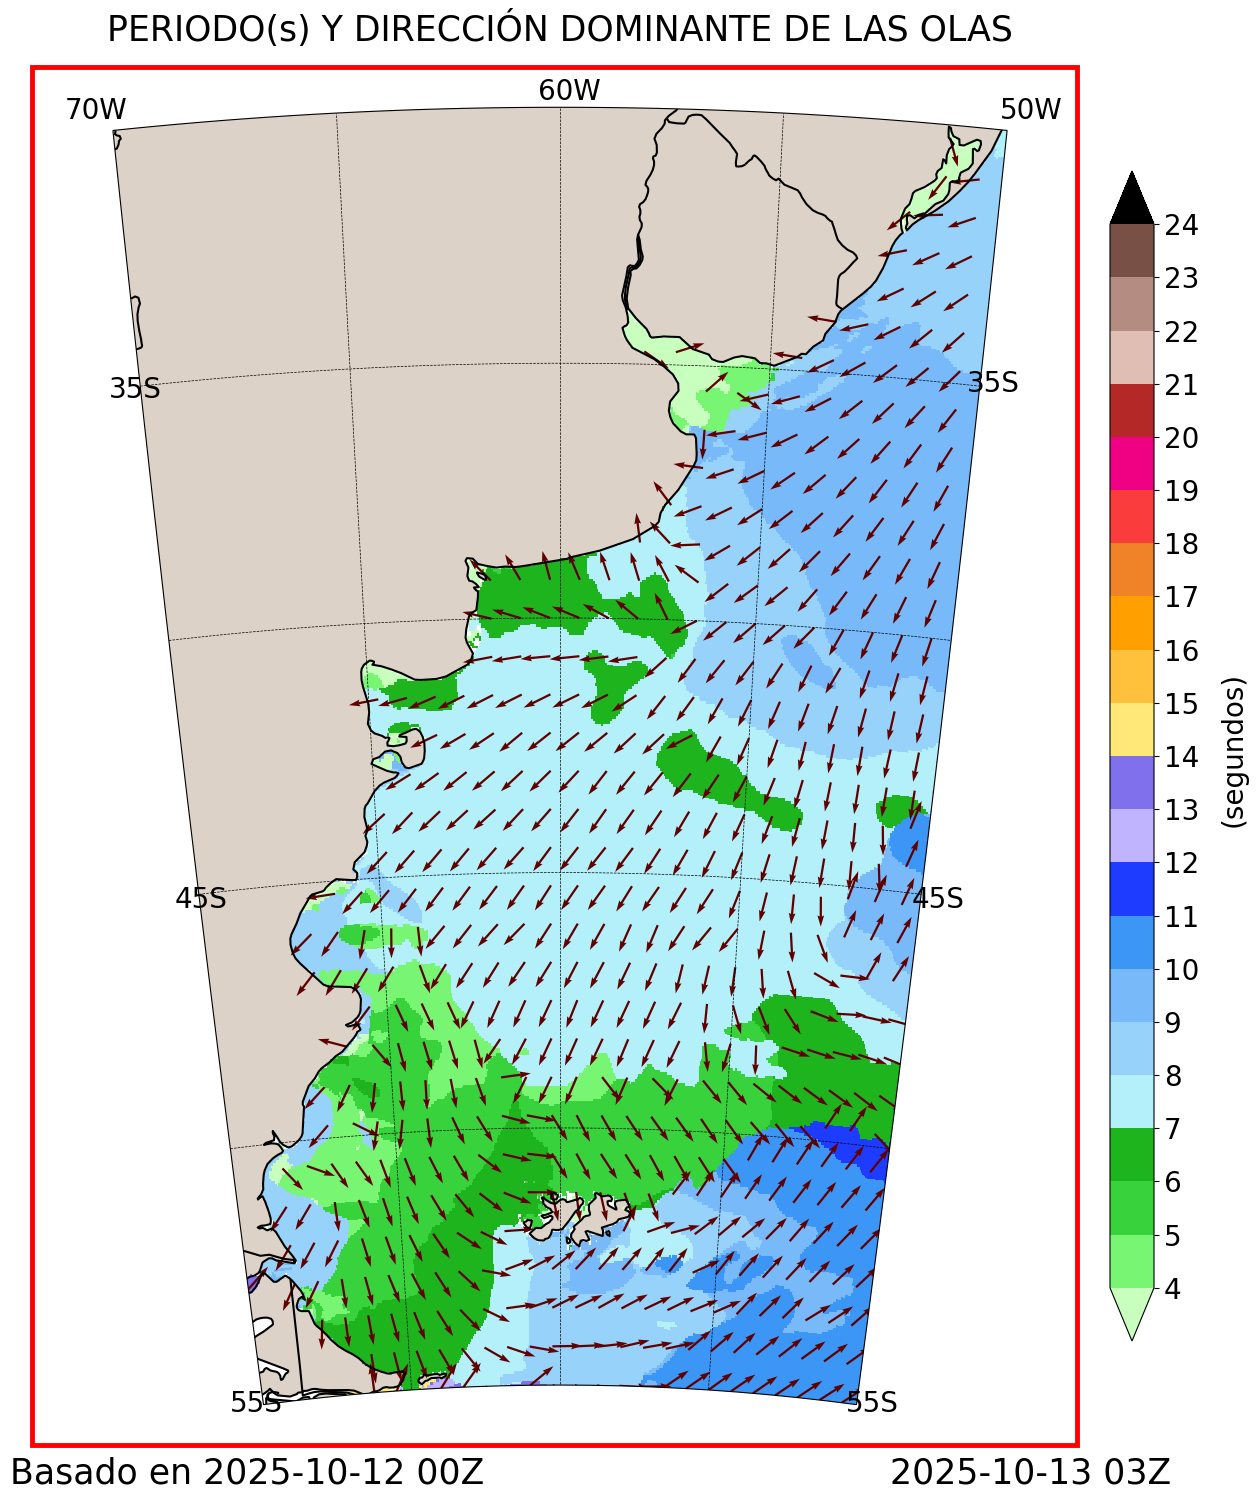 PERIODO(s) Y DIRECCIÓN DOMINANTE DE LAS OLAS
70W
60W
50W
35S
35S
45S
45S
55S
55S
24
23
22
21
20
19
18
17
16
15
14
13
12
11
10
9
8
7
6
5
4
(segundos)
Basado en 2025-10-12 00Z
2025-10-13 03Z